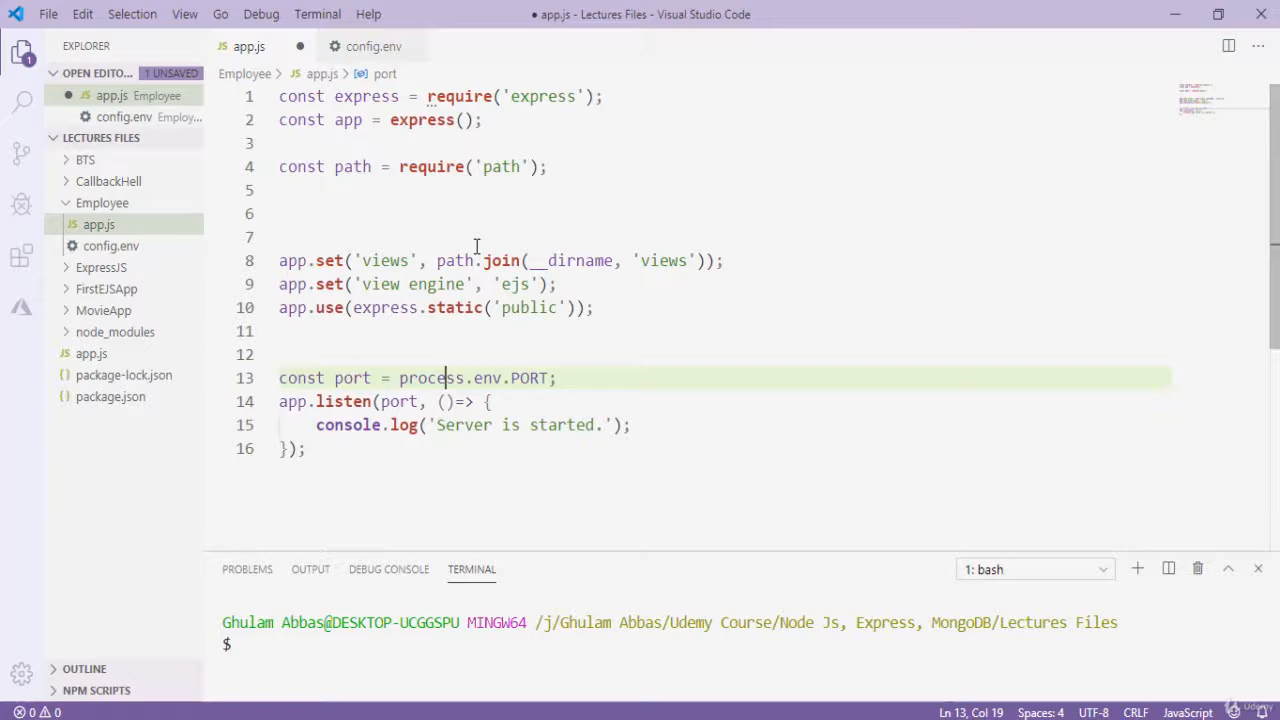 File Edit Selection View Go Debug Terminal Help
● app.js - Lectures Files - Visual Studio Code
EXPLORER
OPEN EDITO... 1 UNSAVED
● JS app.js Employee
config.env Employ...
LECTURES FILES
BTS
CallbackHell
Employee
JS app.js
config.env
ExpressJS
FirstEJSApp
MovieApp
node_modules
JS app.js
package-lock.json
package.json
OUTLINE
NPM SCRIPTS
JS app.js ● config.env
Employee > JS app.js > port
1 const express = require('express');
2 const app = express();
3
4 const path = require('path');
5
6
7
8 app.set('views', path.join(__dirname, 'views'));
9 app.set('view engine', 'ejs');
10 app.use(express.static('public'));
11
12
13 const port = process.env.PORT;
14 app.listen(port, ()=> {
15 console.log('Server is started.');
16 });
PROBLEMS OUTPUT DEBUG CONSOLE TERMINAL 1: bash
Ghulam Abbas@DESKTOP-UCGGSPU MINGW64 /j/Ghulam Abbas/Udemy Course/Node Js, Express, MongoDB/Lectures Files
$
0 0 Ln 13, Col 19 Spaces: 4 UTF-8 CRLF JavaScript
Udemy